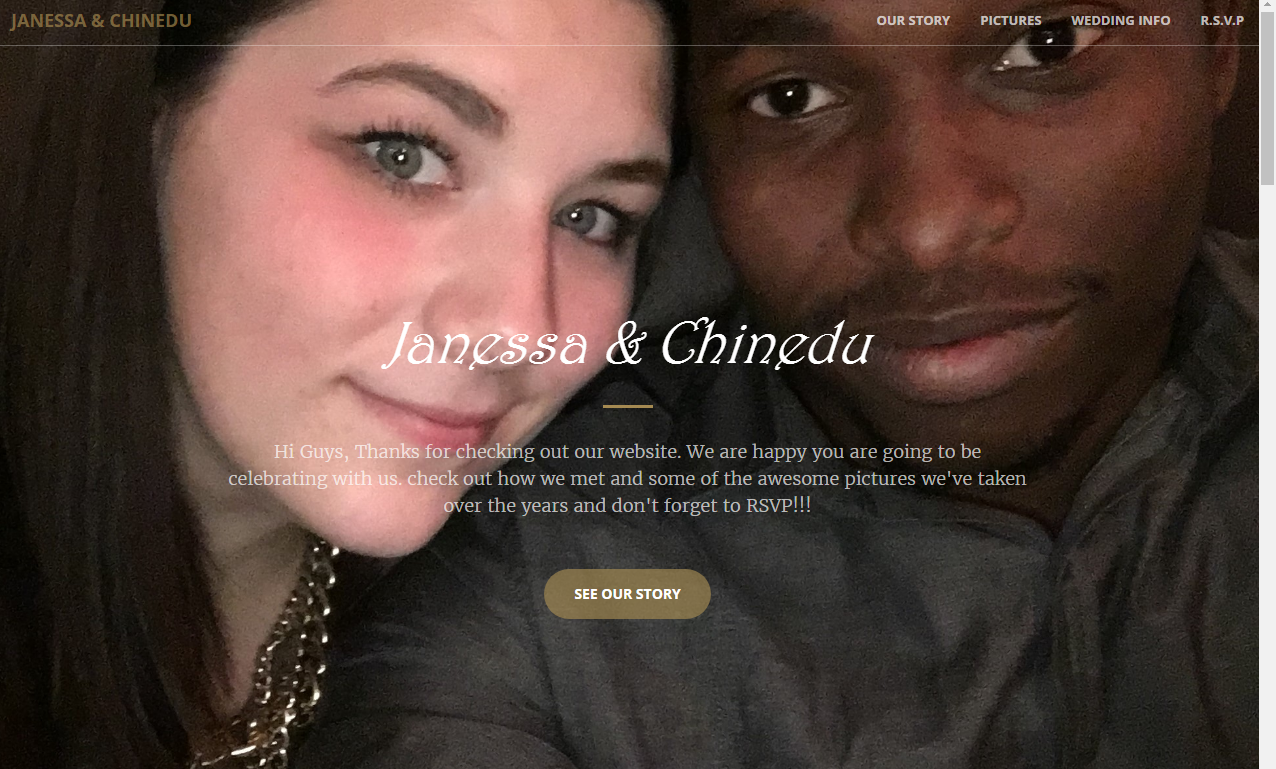 JANESSA & CHINEDU
OUR STORY PICTURES WEDDING INFO R.S.V.P
Janessa & Chinedu
Hi Guys, Thanks for checking out our website. We are happy you are going to be
celebrating with us. check out how we met and some of the awesome pictures we've taken
over the years and don't forget to RSVP!!!
SEE OUR STORY